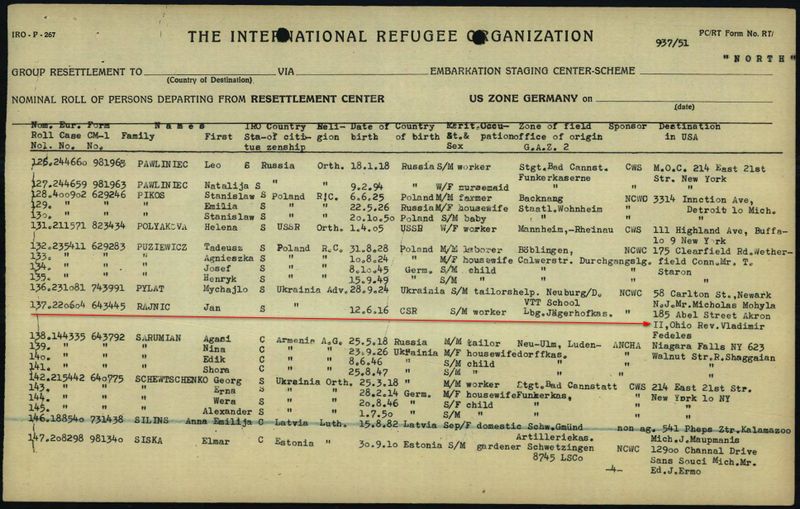 IRO - P - 267
THE INTERNATIONAL REFUGEE ORGANIZATION
PC/RT Form No. RT/
937/51
"NORTH"
GROUP RESETTLEMENT TO VIA EMBARKATION STAGING CENTER-SCHEME
(Country of Destination)
NOMINAL ROLL OF PERSONS DEPARTING FROM RESETTLEMENT CENTER US ZONE GERMANY on
(date)
Nom. Eur. Form N a m e s IRO Country Reli- Date of Country Marit. Occu- Zone of field Sponsor Destination
Roll Case CM-1 Family First Sta- of citi- gion birth of birth St.& pation office of origin in USA
No1. No. No. tus zenship Sex G.A.Z. 2
126.244660 981963 PAWLINIEC Leo S Russia Orth. 18.1.18 Russia S/M worker Stgt.Bad Cannst. CWS M.O.C. 214 East 21st
Funkerkaserne Str. New York
127.244659 981963 PAWLINIEC Natalija S " " 9.2.94 " W/F nursemaid " " "
128.400902 629246 PIKOS Stanislaw S Poland R.C. 6.6.25 Poland M/M farmer Backnang NCWC 3314 Innction Ave,
129. " " " Emilia S " " 22.5.26 Russia M/F housewife Staatl.Wohnheim " Detroit 10 Mich.
130. " " " Stanislaw S " " 20.10.50 Poland S/M baby " " "
131.211571 823434 POLYAKOVA Helena S USSR Orth. 1.4.05 USSR W/F worker Mannheim,-Rheinau CWS 111 Highland Ave, Buffa-
lo 9 New York
132.235411 629283 PUZIEWICZ Tadeusz S Poland R.C. 31.8.28 Poland M/M laborer Böblingen, NCWC 175 Clearfield Rd.Wether-
133. " " " Agnieszka S " " 10.8.24 " M/F housewife Calwerstr. Durchgangslg. field Conn.Mr. T.
134. " " " Josef S " " 8.10.45 Germ. S/M child " " Staron
135. " " " Henryk S " " 15.9.49 " S/M " " " "
136.231081 743991 PYLAT Mychajlo S Ukrainia Adv. 28.9.24 Ukrainia S/M tailorshelp. Neuburg/D. NCWC 58 Carlton St.,Newark
VTT School N.J.Mr.Micholas Mohyla
137.220604 643445 RAJNIC Jan S " 12.6.16 CSR S/M worker Lbg.Jägerhofkas. " 185 Abel Street Akron
II,Ohio Rev.Vladimir
Fedeles
138.144335 643792 SARUMIAN Agasi C Armenia A.G. 25.5.18 Russia M/M tailor Neu-Ulm, Luden- ANCHA Niagara Falls NY 623
139. " " " Nina C " " 23.9.26 Ukrainia M/F housewife dorffkas. " Walnut Str.R.Shaggaian
140. " " " Edik C " " 8.6.46 " S/M child " " "
141. " " " Shora C " " 25.8.47 " S/M " " " "
142.215442 640775 SCHEWTSCHENKO Georg S Ukrainia Orth. 25.3.18 " M/M worker Stgt.Bad Cannstatt CWS 214 East 21st Str.
143. " " " Erna S " " 28.2.14 Germ. M/F housewife Funkerkas, " New York 10 NY
144. " " " Wera S " " 20.8.46 " S/F child " " "
145. " " " Alexander S " " 1.7.50 " S/M " " " "
146.188540 731438 SILINS Anna Emilija C Latvia Luth. 15.8.82 Latvia Sep/F domestic Schw.Gmünd non ag. 541 Pheps Ztr.Kalamazoo
Artilleriekas. Mich.J.Maupmanis
147.208298 981340 SISKA Elmar C Estonia " 30.9.10 Estonia S/M gardener Schwetzingen NCWC 12900 Channal Drive
8745 LSCo Sans Souci Mich.Mr.
-4- Ed.J.Ermo